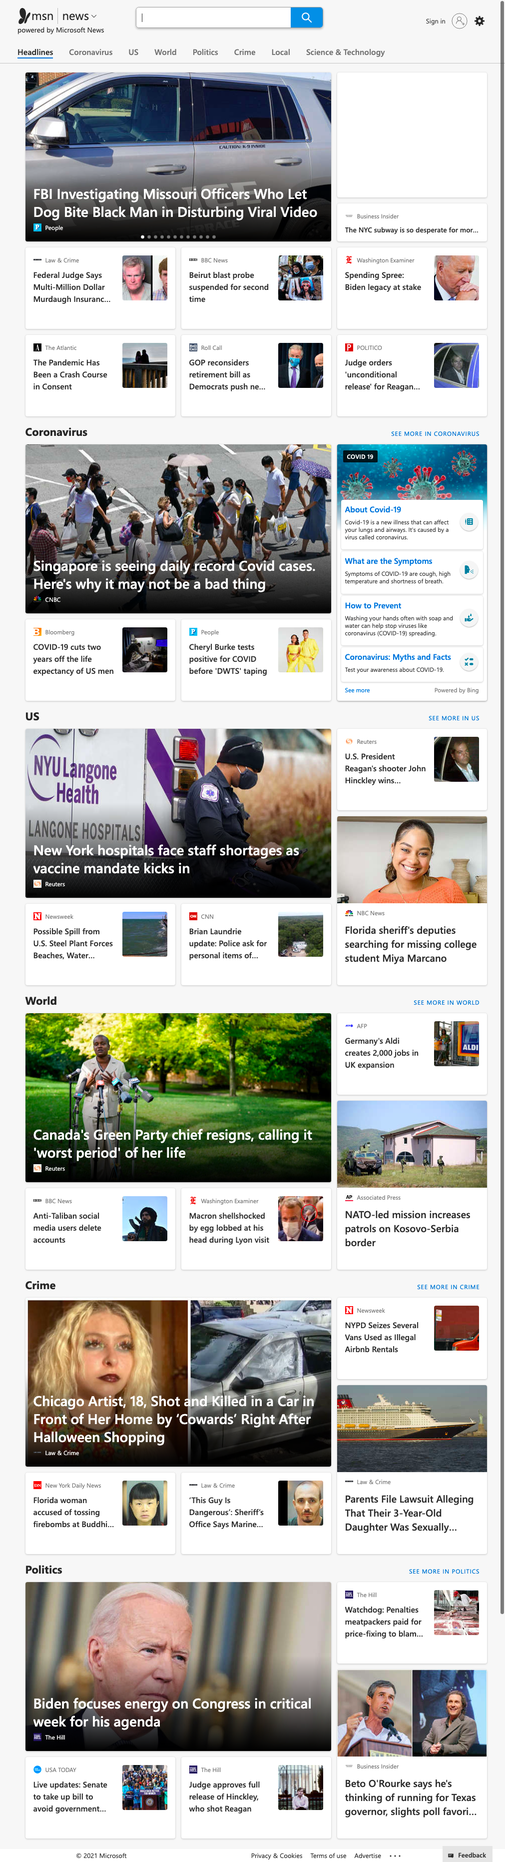 msn | news
powered by Microsoft News
Sign in
Headlines Coronavirus US World Politics Crime Local Science & Technology
FBI Investigating Missouri Officers Who Let
Dog Bite Black Man in Disturbing Viral Video
People
Business Insider
The NYC subway is so desperate for mor...
Law & Crime
Federal Judge Says
Multi-Million Dollar
Murdaugh Insuranc...
BBC News
Beirut blast probe
suspended for second
time
Washington Examiner
Spending Spree:
Biden legacy at stake
The Atlantic
The Pandemic Has
Been a Crash Course
in Consent
Roll Call
GOP reconsiders
retirement bill as
Democrats push ne...
POLITICO
Judge orders
'unconditional
release' for Reagan...
Coronavirus
SEE MORE IN CORONAVIRUS
Singapore is seeing daily record Covid cases.
Here's why it may not be a bad thing
CNBC
COVID 19
About Covid-19
Covid-19 is a new illness that can affect
your lungs and airways. It's caused by a
virus called coronavirus.
What are the Symptoms
Symptoms of COVID-19 are cough, high
temperature and shortness of breath.
How to Prevent
Washing your hands often with soap and
water can help stop viruses like
coronavirus (COVID-19) spreading.
Coronavirus: Myths and Facts
Test your awareness about COVID-19.
See more
Powered by Bing
Bloomberg
COVID-19 cuts two
years off the life
expectancy of US men
People
Cheryl Burke tests
positive for COVID
before 'DWTS' taping
US
SEE MORE IN US
NYU Langone
Health
LANGONE HOSPITALS
New York hospitals face staff shortages as
vaccine mandate kicks in
Reuters
Reuters
U.S. President
Reagan's shooter John
Hinckley wins...
NBC News
Florida sheriff's deputies
searching for missing college
student Miya Marcano
Newsweek
Possible Spill from
U.S. Steel Plant Forces
Beaches, Water...
CNN
Brian Laundrie
update: Police ask for
personal items of...
World
SEE MORE IN WORLD
Canada's Green Party chief resigns, calling it
'worst period' of her life
Reuters
AFP
Germany's Aldi
creates 2,000 jobs in
UK expansion
ALDI
Associated Press
NATO-led mission increases
patrols on Kosovo-Serbia
border
BBC News
Anti-Taliban social
media users delete
accounts
Washington Examiner
Macron shellshocked
by egg lobbed at his
head during Lyon visit
Crime
SEE MORE IN CRIME
Chicago Artist, 18, Shot and Killed in a Car in
Front of Her Home by 'Cowards' Right After
Halloween Shopping
Law & Crime
Newsweek
NYPD Seizes Several
Vans Used as Illegal
Airbnb Rentals
Law & Crime
Parents File Lawsuit Alleging
That Their 3-Year-Old
Daughter Was Sexually...
New York Daily News
Florida woman
accused of tossing
firebombs at Buddhi...
Law & Crime
'This Guy Is
Dangerous': Sheriff's
Office Says Marine...
Politics
SEE MORE IN POLITICS
Biden focuses energy on Congress in critical
week for his agenda
The Hill
The Hill
Watchdog: Penalties
meatpackers paid for
price-fixing to blam...
Business Insider
Beto O'Rourke says he's
thinking of running for Texas
governor, slights poll favori...
USA TODAY
Live updates: Senate
to take up bill to
avoid government...
The Hill
Judge approves full
release of Hinckley,
who shot Reagan
© 2021 Microsoft Privacy & Cookies Terms of use Advertise ... Feedback